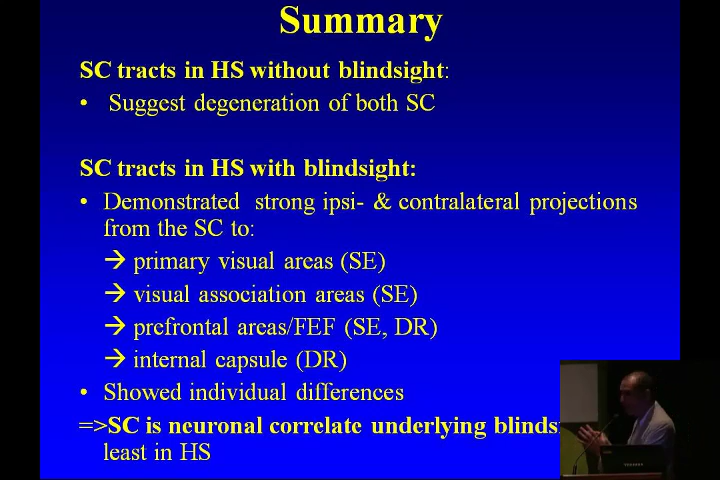 Summary
SC tracts in HS without blindsight:
• Suggest degeneration of both SC
SC tracts in HS with blindsight:
• Demonstrated strong ipsi- & contralateral projections
from the SC to:
→ primary visual areas (SE)
→ visual association areas (SE)
→ prefrontal areas/FEF (SE, DR)
→ internal capsule (DR)
• Showed individual differences
=>SC is neuronal correlate underlying blinds
least in HS